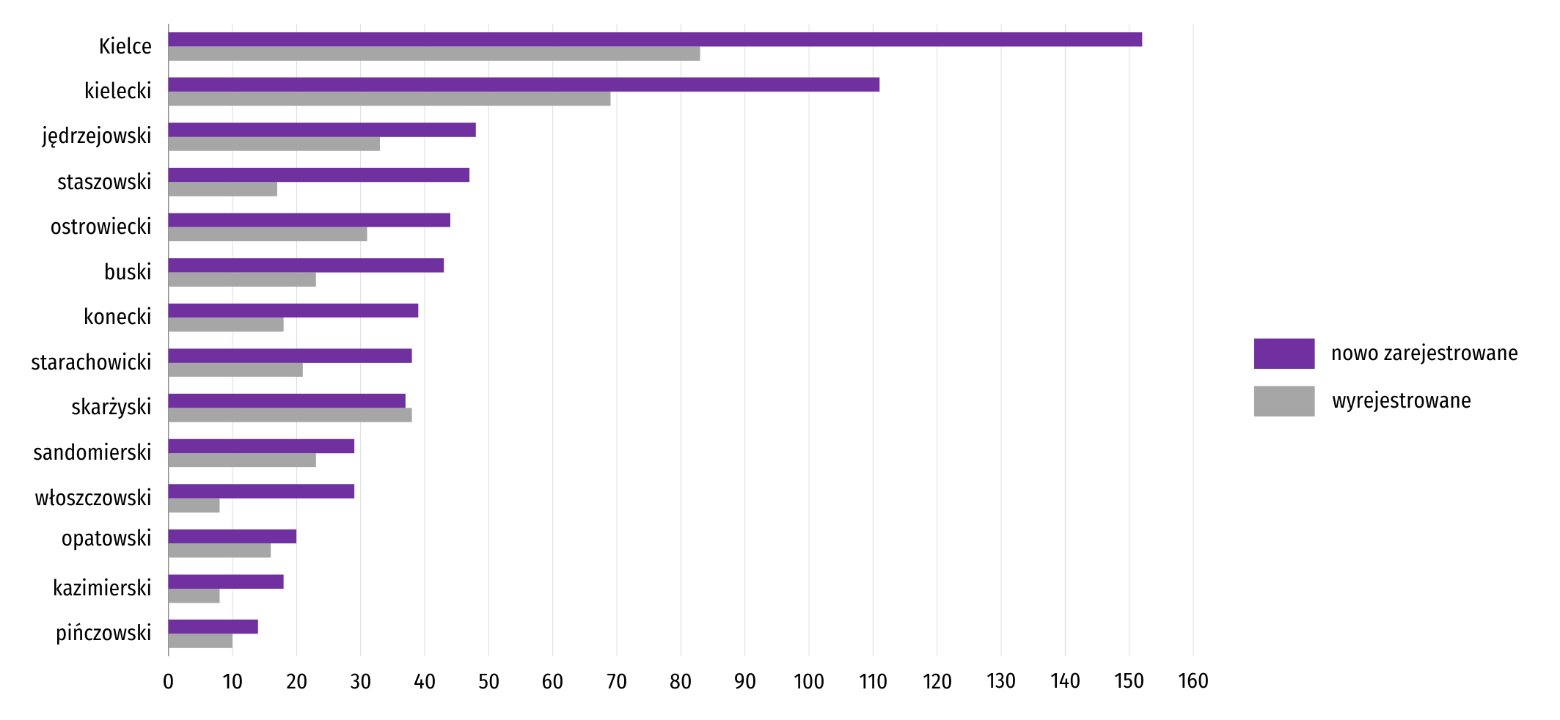 Kielce
kielecki
jędrzejowski
staszowski
ostrowiecki
buski
konecki
starachowicki
skarżyski
sandomierski
włoszczowski
opatowski
kazimierski
pińczowski
0 10 20 30 40 50 60 70 80 90 100 110 120 130 140 150 160
nowo zarejestrowane
wyrejestrowane